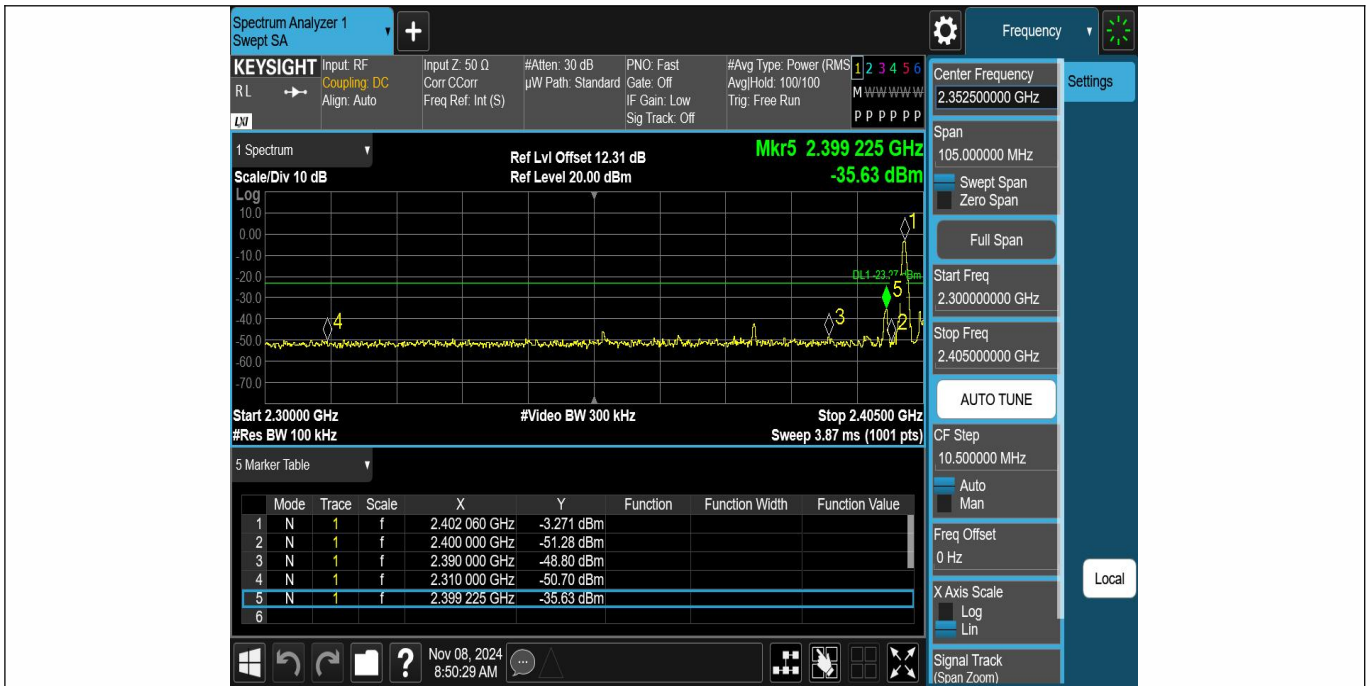 Spectrum Analyzer 1
Swept SA
+
Frequency
KEYSIGHT
RL
LXI
Input: RF
Coupling: DC
Align: Auto
Input Z: 50 Ω
Corr CCorr
Freq Ref: Int (S)
#Atten: 30 dB
µW Path: Standard
PNO: Fast
Gate: Off
IF Gain: Low
Sig Track: Off
#Avg Type: Power (RMS
Avg|Hold: 100/100
Trig: Free Run
1 2 3 4 5 6
M W W W W W
P P P P P P
1 Spectrum
Scale/Div 10 dB
Ref Lvl Offset 12.31 dB
Ref Level 20.00 dBm
Mkr5 2.399 225 GHz
-35.63 dBm
Log
10.0
0.00
-10.0
-20.0
-30.0
-40.0
-50.0
-60.0
-70.0
1
DL1 -23.27 dBm
5
4
3
2
Start 2.30000 GHz
#Video BW 300 kHz
Stop 2.40500 GHz
#Res BW 100 kHz
Sweep 3.87 ms (1001 pts)
5 Marker Table
Mode Trace Scale X Y Function Function Width Function Value
1 N 1 f 2.402 060 GHz -3.271 dBm
2 N 1 f 2.400 000 GHz -51.28 dBm
3 N 1 f 2.390 000 GHz -48.80 dBm
4 N 1 f 2.310 000 GHz -50.70 dBm
5 N 1 f 2.399 225 GHz -35.63 dBm
6
?
Nov 08, 2024
8:50:29 AM
Center Frequency
2.352500000 GHz
Settings
Span
105.000000 MHz
Swept Span
Zero Span
Full Span
Start Freq
2.300000000 GHz
Stop Freq
2.405000000 GHz
AUTO TUNE
CF Step
10.500000 MHz
Auto
Man
Freq Offset
0 Hz
Local
X Axis Scale
Log
Lin
Signal Track
(Span Zoom)